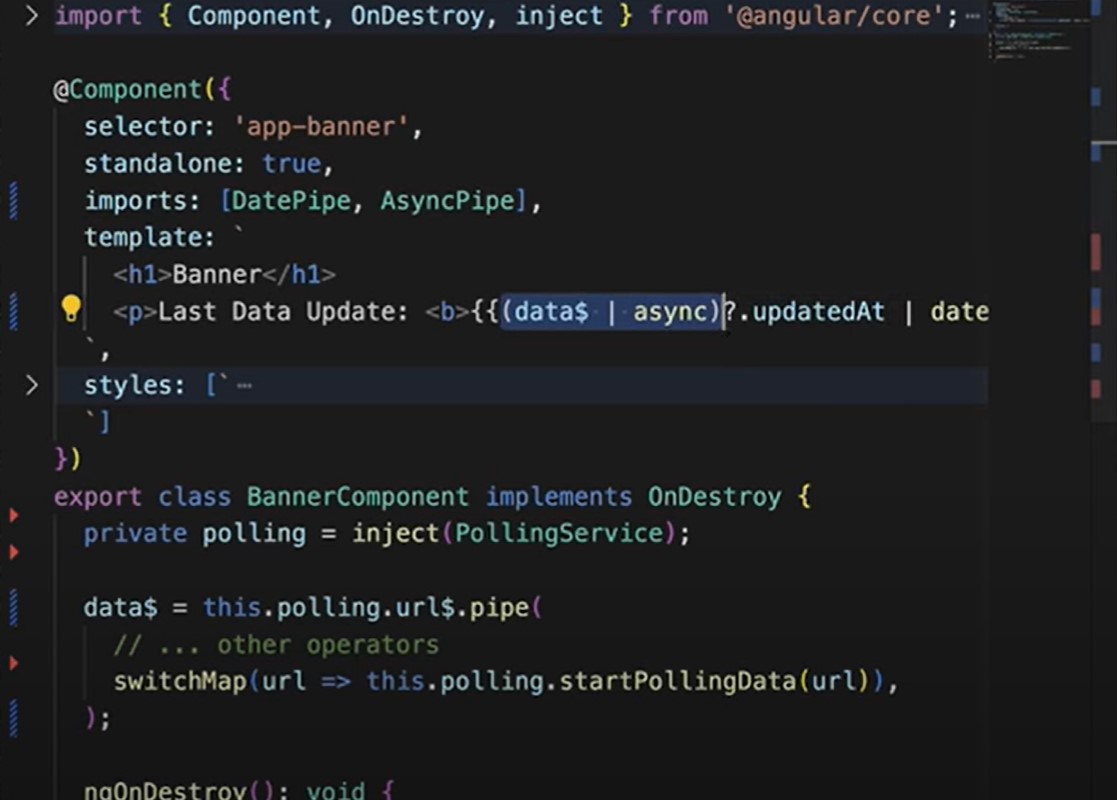 import { Component, OnDestroy, inject } from '@angular/core';
@Component({
selector: 'app-banner',
standalone: true,
imports: [DatePipe, AsyncPipe],
template: `
<h1>Banner</h1>
<p>Last Data Update: <b>{{(data$ | async)?.updatedAt | date
`,
styles: [`
`]
})
export class BannerComponent implements OnDestroy {
private polling = inject(PollingService);
data$ = this.polling.url$.pipe(
// ... other operators
switchMap(url => this.polling.startPollingData(url)),
);
ngOnDestroy(): void {